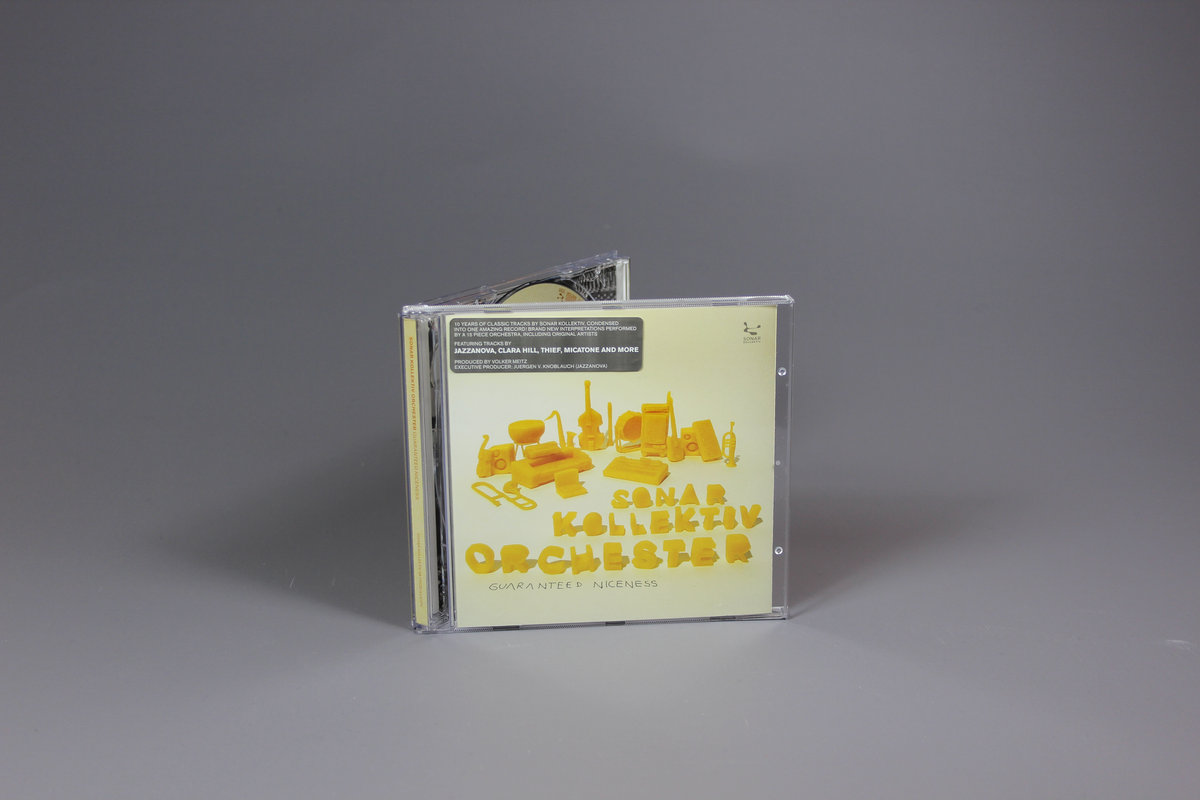 10 YEARS OF CLASSIC TRACKS BY SONAR KOLLEKTIV, CONDENSED
INTO ONE AMAZING RECORD! BRAND NEW INTERPRETATIONS PERFORMED
BY A 15 PIECE ORCHESTRA, INCLUDING ORIGINAL ARTISTS
FEATURING TRACKS BY
JAZZANOVA, CLARA HILL, THIEF, MICATONE AND MORE
PRODUCED BY VOLKER MEITZ
EXECUTIVE PRODUCER: JUERGEN V. KNOBLAUCH (JAZZANOVA)
SONAR
KOLLEKTIV
SONAR
KOLLEKTIV
ORCHESTER
GUARANTEED NICENESS
SONAR KOLLEKTIV ORCHESTER GUARANTEED NICENESS